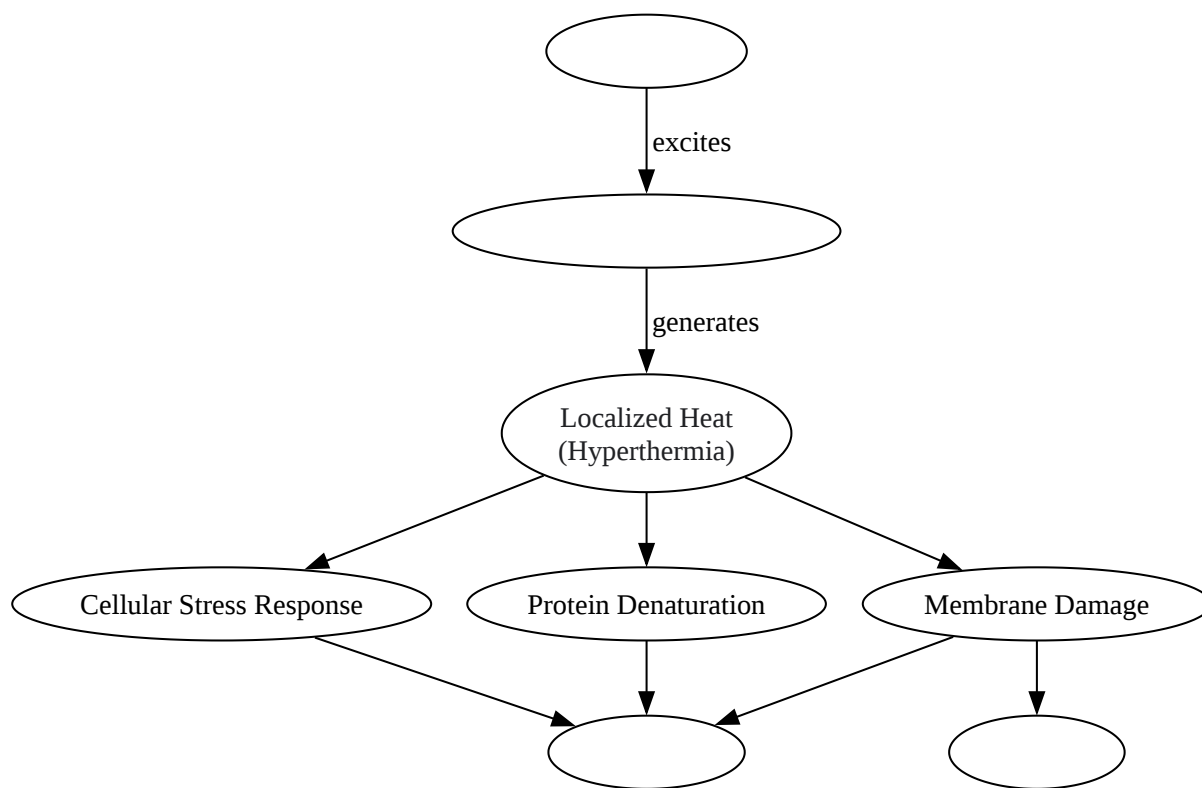 excites
generates
Localized Heat
(Hyperthermia)
Cellular Stress Response
Protein Denaturation
Membrane Damage